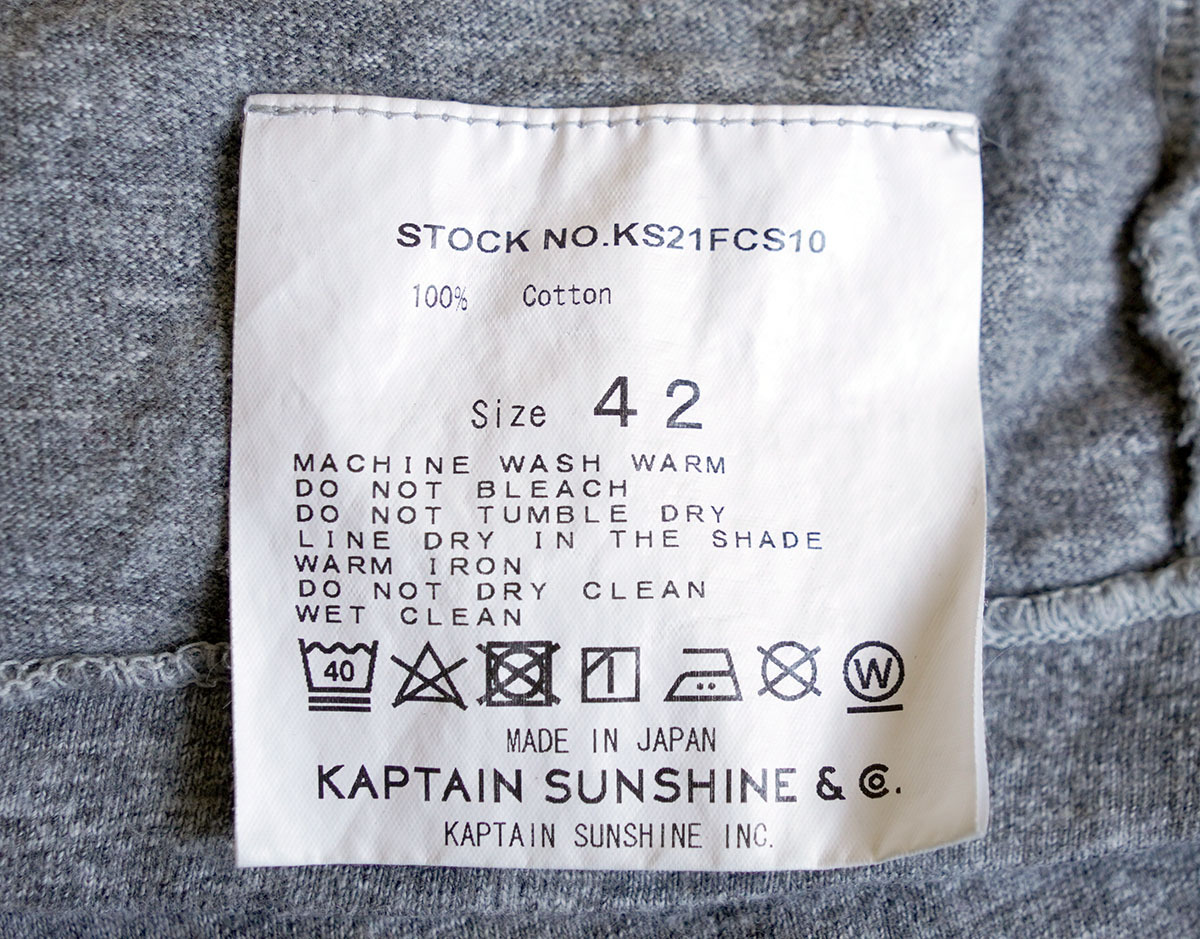 STOCK NO.KS21FCS10
100% Cotton
Size 42
MACHINE WASH WARM
DO NOT BLEACH
DO NOT TUMBLE DRY
LINE DRY IN THE SHADE
WARM IRON
DO NOT DRY CLEAN
WET CLEAN
40 W
MADE IN JAPAN
KAPTAIN SUNSHINE & Co.
KAPTAIN SUNSHINE INC.